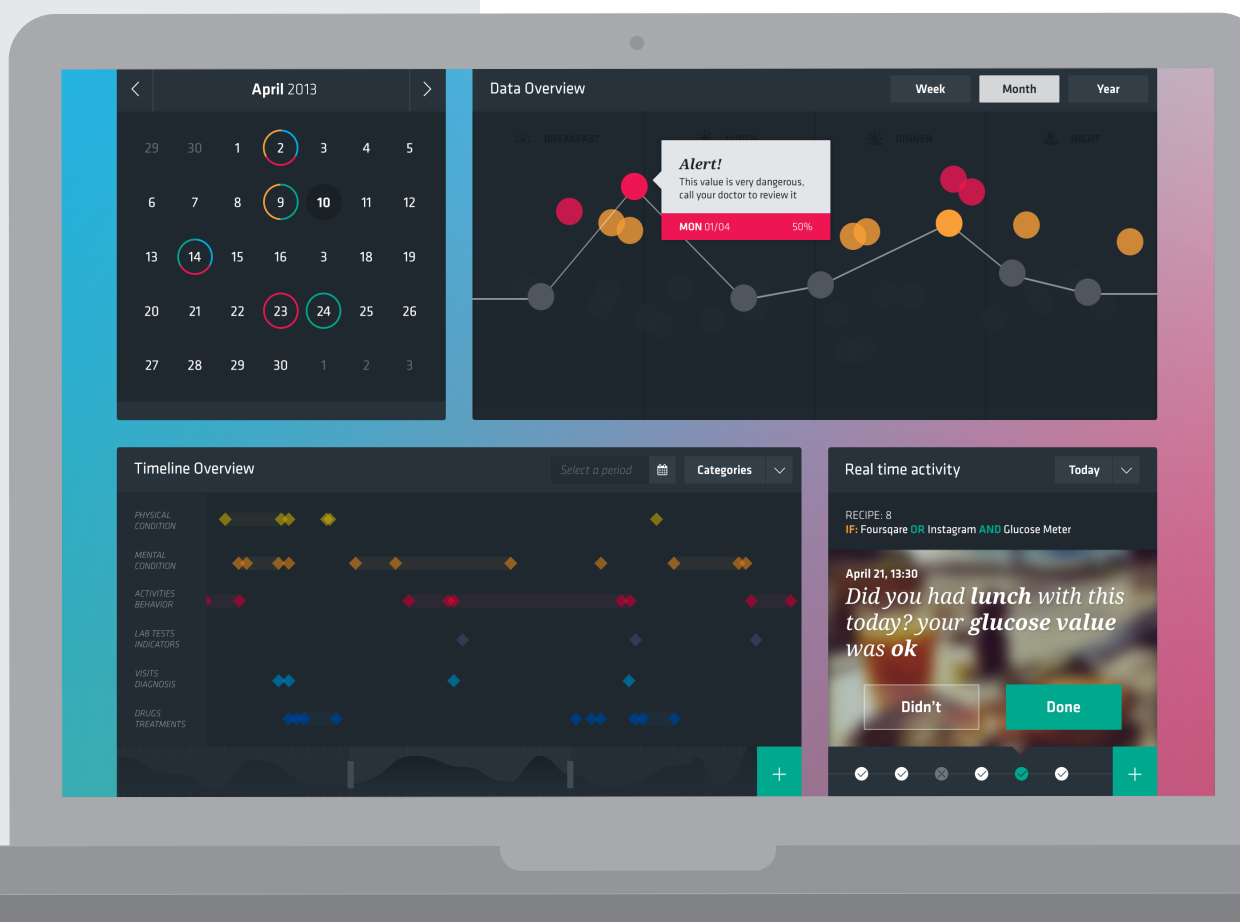 April 2013
29 30 1 2 3 4 5
6 7 8 9 10 11 12
13 14 15 16 3 18 19
20 21 22 23 24 25 26
27 28 29 30 1 2 3
Data Overview
Week Month Year
BREAKFAST LUNCH DINNER NIGHT
Alert!
This value is very dangerous,
call your doctor to review it
MON 01/04 50%
Timeline Overview
Select a period
Categories
PHYSICAL
CONDITION
MENTAL
CONDITION
ACTIVITIES
BEHAVIOR
LAB TESTS
INDICATORS
VISITS
DIAGNOSIS
DRUGS
TREATMENTS
Real time activity
Today
RECIPE: 8
IF: Foursqare OR Instagram AND Glucose Meter
April 21, 13:30
Did you had lunch with this
today? your glucose value
was ok
Didn't
Done